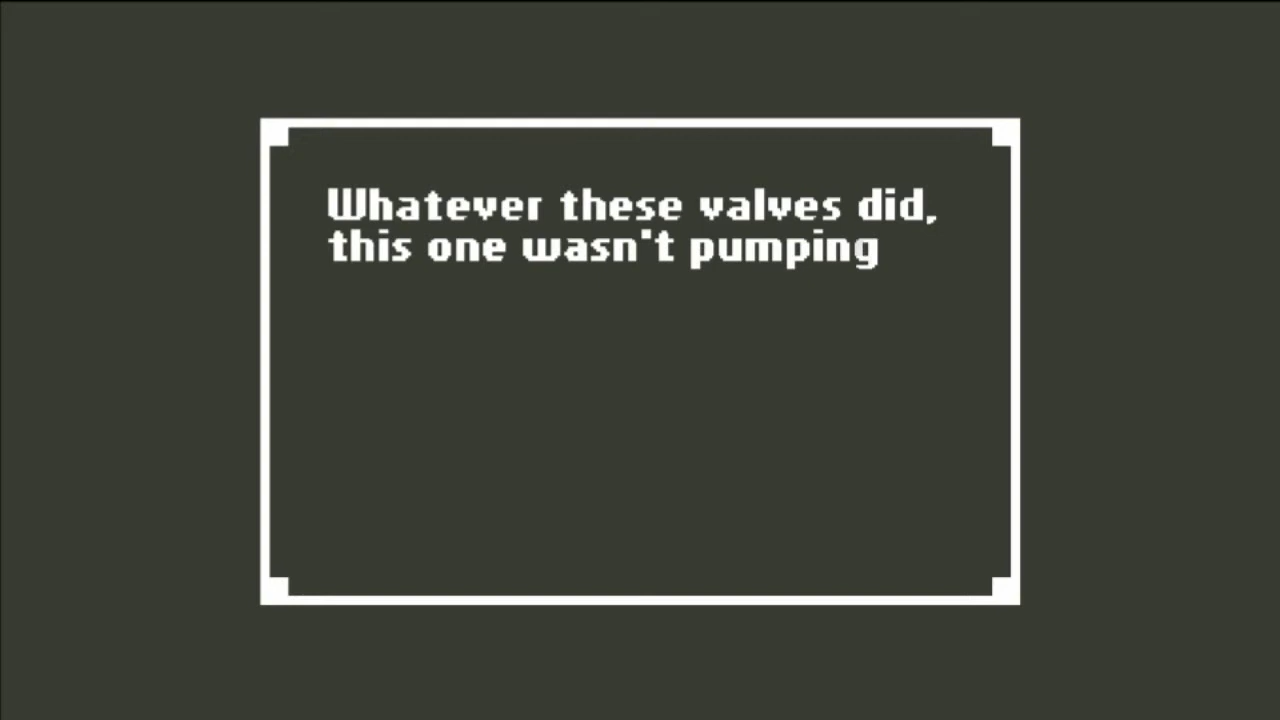 Whatever these valves did,
this one wasn't pumping